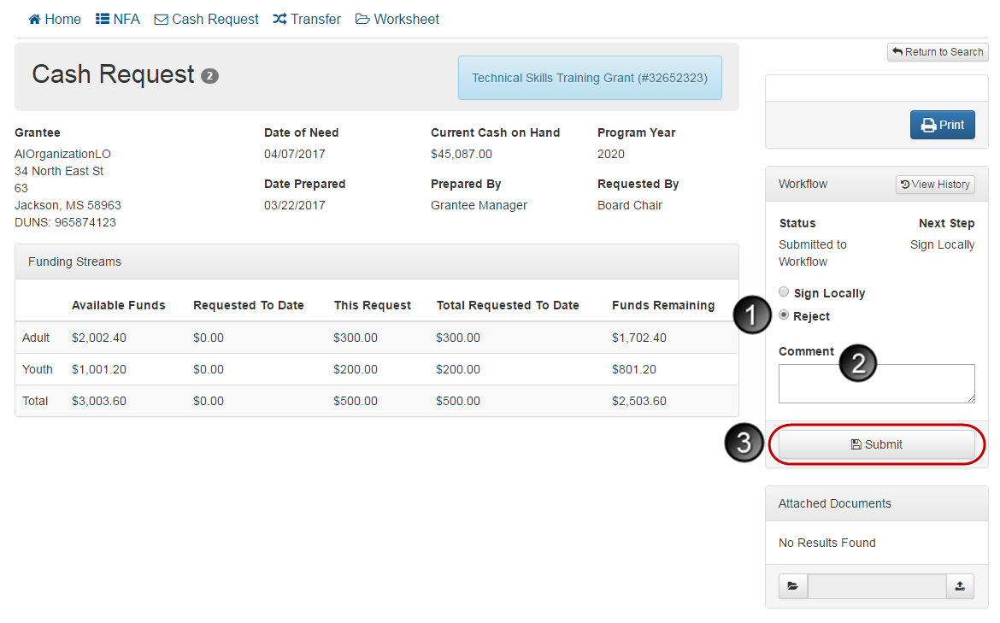 Home NFA Cash Request Transfer Worksheet
Return to Search
Cash Request 2
Technical Skills Training Grant (#32652323)
Print
Grantee
AIOrganizationLO
34 North East St
63
Jackson, MS 58963
DUNS: 965874123
Date of Need
04/07/2017
Date Prepared
03/22/2017
Current Cash on Hand
$45,087.00
Prepared By
Grantee Manager
Program Year
2020
Requested By
Board Chair
Funding Streams
Available Funds Requested To Date This Request Total Requested To Date Funds Remaining
Adult $2,002.40 $0.00 $300.00 $300.00 $1,702.40
Youth $1,001.20 $0.00 $200.00 $200.00 $801.20
Total $3,003.60 $0.00 $500.00 $500.00 $2,503.60
Workflow View History
Status Next Step
Submitted to Sign Locally
Workflow
Sign Locally
1 Reject
Comment 2
3 Submit
Attached Documents
No Results Found